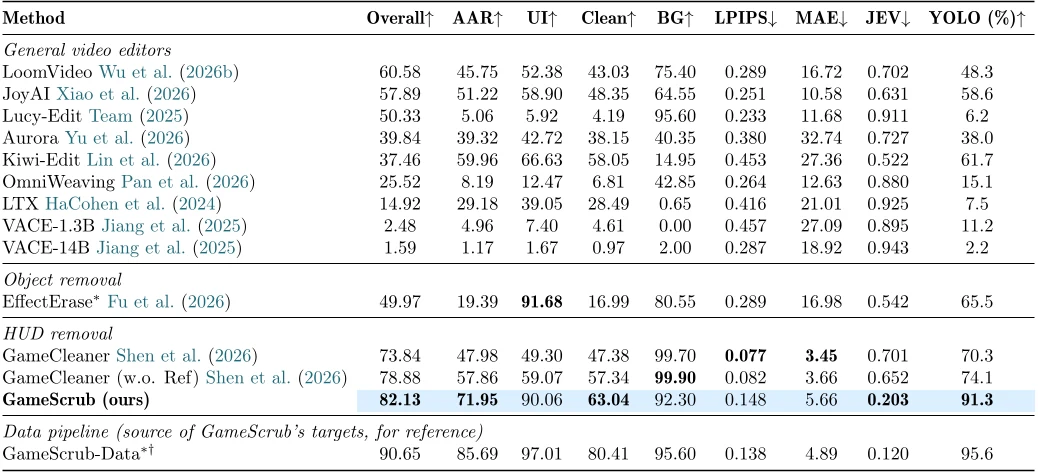 Method Overall↑ AAR↑ UI↑ Clean↑ BG↑ LPIPS↓ MAE↓ JEV↓ YOLO (%)↑
General video editors
LoomVideo Wu et al. (2026b) 60.58 45.75 52.38 43.03 75.40 0.289 16.72 0.702 48.3
JoyAI Xiao et al. (2026) 57.89 51.22 58.90 48.35 64.55 0.251 10.58 0.631 58.6
Lucy-Edit Team (2025) 50.33 5.06 5.92 4.19 95.60 0.233 11.68 0.911 6.2
Aurora Yu et al. (2026) 39.84 39.32 42.72 38.15 40.35 0.380 32.74 0.727 38.0
Kiwi-Edit Lin et al. (2026) 37.46 59.96 66.63 58.05 14.95 0.453 27.36 0.522 61.7
OmniWeaving Pan et al. (2026) 25.52 8.19 12.47 6.81 42.85 0.264 12.63 0.880 15.1
LTX HaCohen et al. (2024) 14.92 29.18 39.05 28.49 0.65 0.416 21.01 0.925 7.5
VACE-1.3B Jiang et al. (2025) 2.48 4.96 7.40 4.61 0.00 0.457 27.09 0.895 11.2
VACE-14B Jiang et al. (2025) 1.59 1.17 1.67 0.97 2.00 0.287 18.92 0.943 2.2
Object removal
EffectErase* Fu et al. (2026) 49.97 19.39 91.68 16.99 80.55 0.289 16.98 0.542 65.5
HUD removal
GameCleaner Shen et al. (2026) 73.84 47.98 49.30 47.38 99.70 0.077 3.45 0.701 70.3
GameCleaner (w.o. Ref) Shen et al. (2026) 78.88 57.86 59.07 57.34 99.90 0.082 3.66 0.652 74.1
GameScrub (ours) 82.13 71.95 90.06 63.04 92.30 0.148 5.66 0.203 91.3
Data pipeline (source of GameScrub's targets, for reference)
GameScrub-Data*† 90.65 85.69 97.01 80.41 95.60 0.138 4.89 0.120 95.6